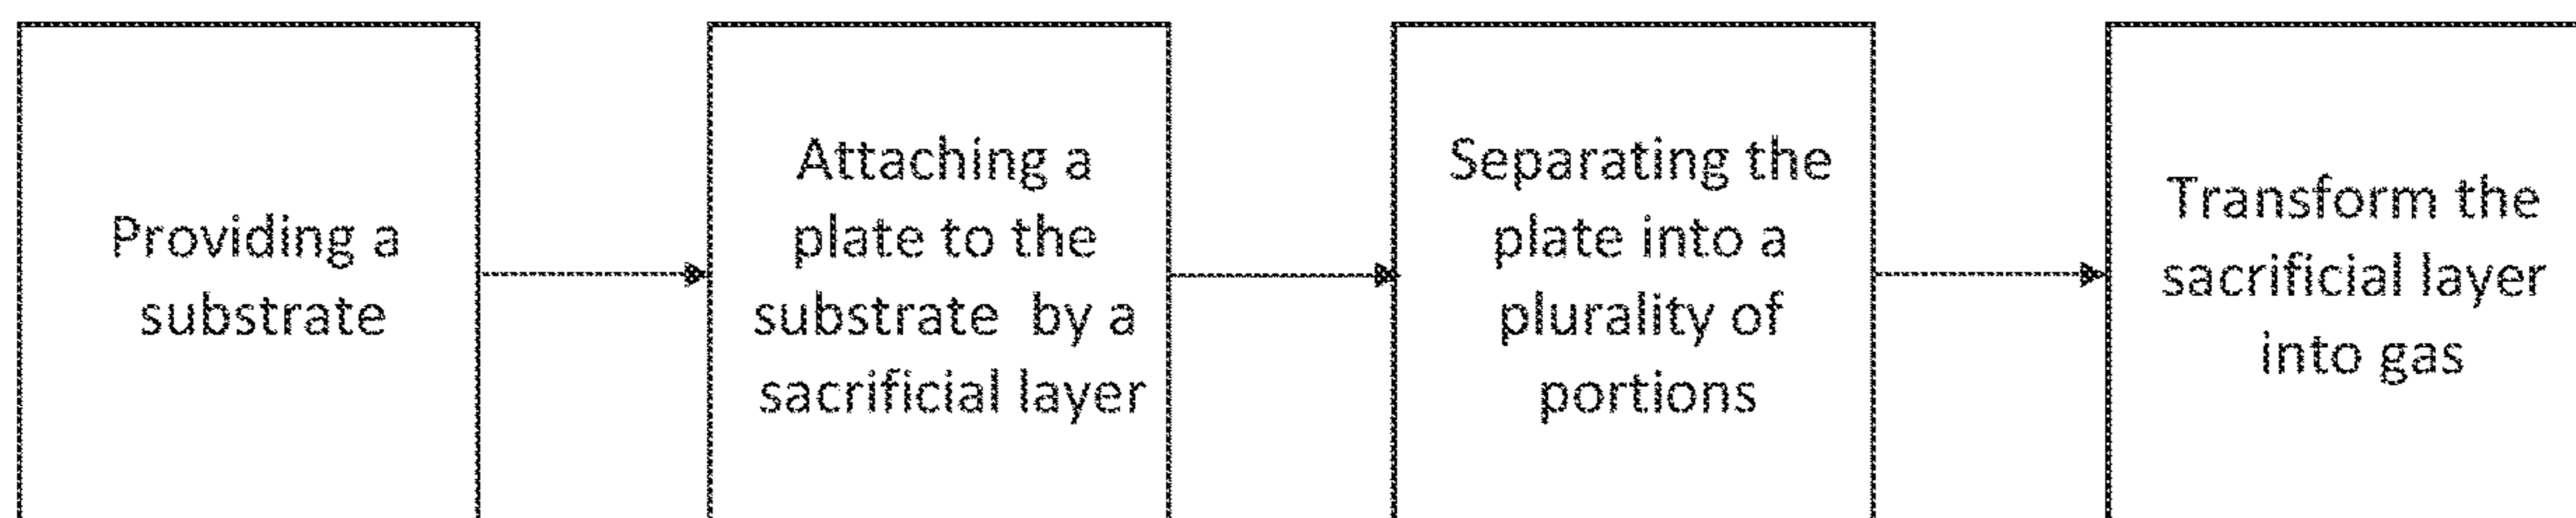 Providing a
substrate
Attaching a
plate to the
substrate by a
sacrificial layer
Separating the
plate into a
plurality of
portions
Transform the
sacrificial layer
into gas